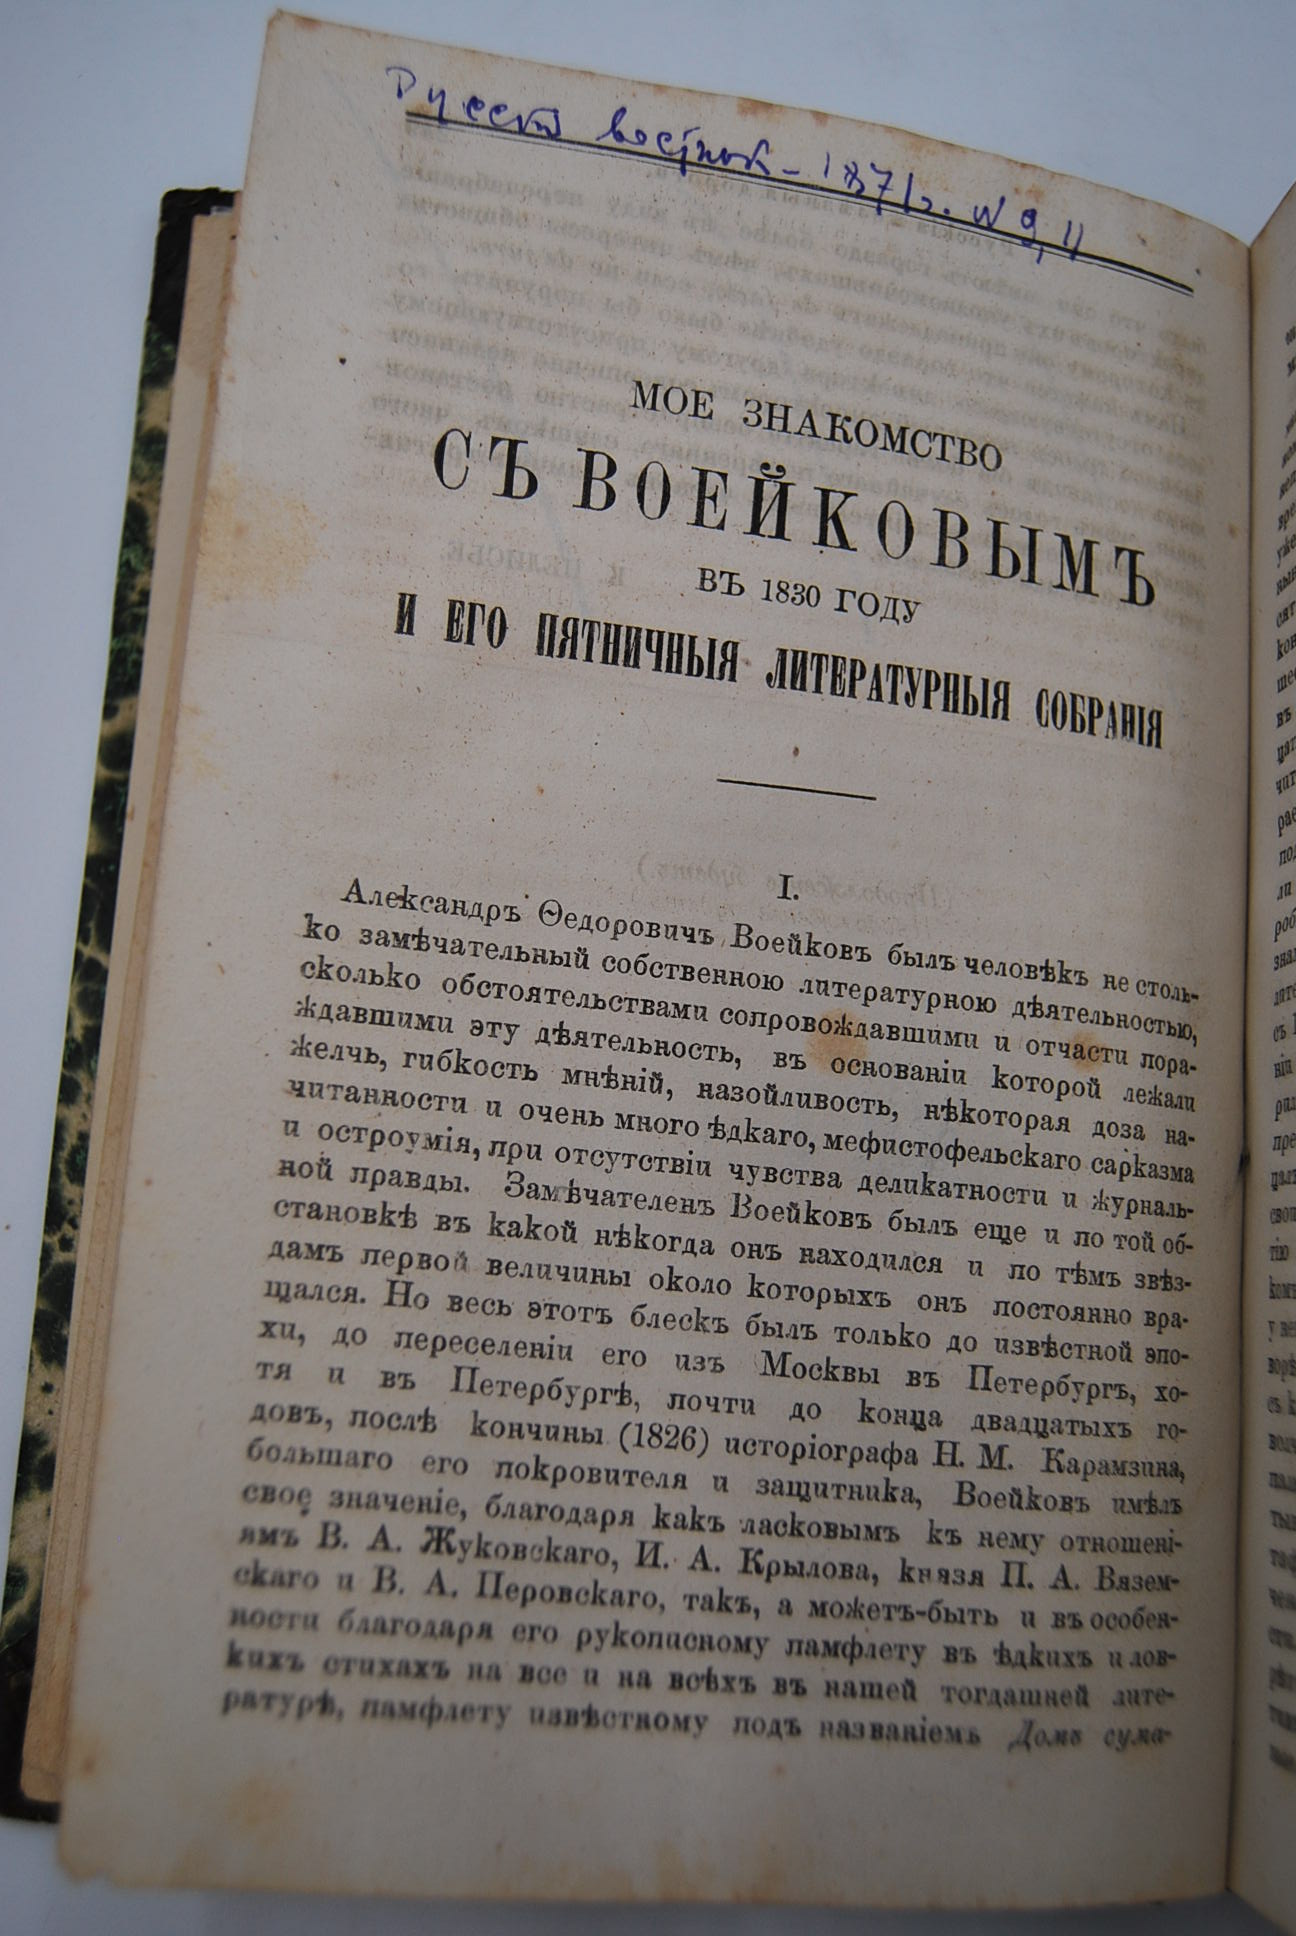 Русский вестник – 1871 г. № 9, 11
МОЕ ЗНАКОМСТВО
СЪ ВОЕЙКОВЫМЪ
ВЪ 1830 ГОДУ
И ЕГО ПЯТНИЧНЫЯ ЛИТЕРАТУРНЫЯ СОБРАНІЯ
I.
Александръ Ѳедоровичъ Воейковъ былъ человѣкъ не столь-
ко замѣчательный собственною литературною дѣятельностью,
сколько обстоятельствами сопровождавшими и отчасти пора-
ждавшими эту дѣятельность, въ основаніи которой лежали
желчь, гибкость мнѣній, назойливость, нѣкоторая доза на-
читанности и очень много ѣдкаго, мефистофельскаго сарказма
и остроумія, при отсутствіи чувства деликатности и журналь-
ной правды. Замѣчателенъ Воейковъ былъ еще и по той об-
становкѣ въ какой нѣкогда онъ находился и по тѣмъ звѣз-
дамъ первой величины около которыхъ онъ постоянно вра-
щался. Но весь этотъ блескъ былъ только до извѣстной эпо-
хи, до переселенія его изъ Москвы въ Петербургъ, хо-
тя и въ Петербургѣ, почти до конца двадцатыхъ го-
довъ, послѣ кончины (1826) исторіографа Н. М. Карамзина,
большаго его покровителя и защитника, Воейковъ имѣлъ
свое значеніе, благодаря какъ ласковымъ къ нему отношені-
ямъ В. А. Жуковскаго, И. А. Крылова, князя П. А. Вязем-
скаго и В. А. Перовскаго, такъ, а можетъ-быть и въ особен-
ности благодаря его рукописному памфлету въ ѣдкихъ и лов-
кихъ стихахъ на все и на всѣхъ въ нашей тогдашней лите-
ратурѣ, памфлету извѣстному подъ названіемъ Домъ сума-